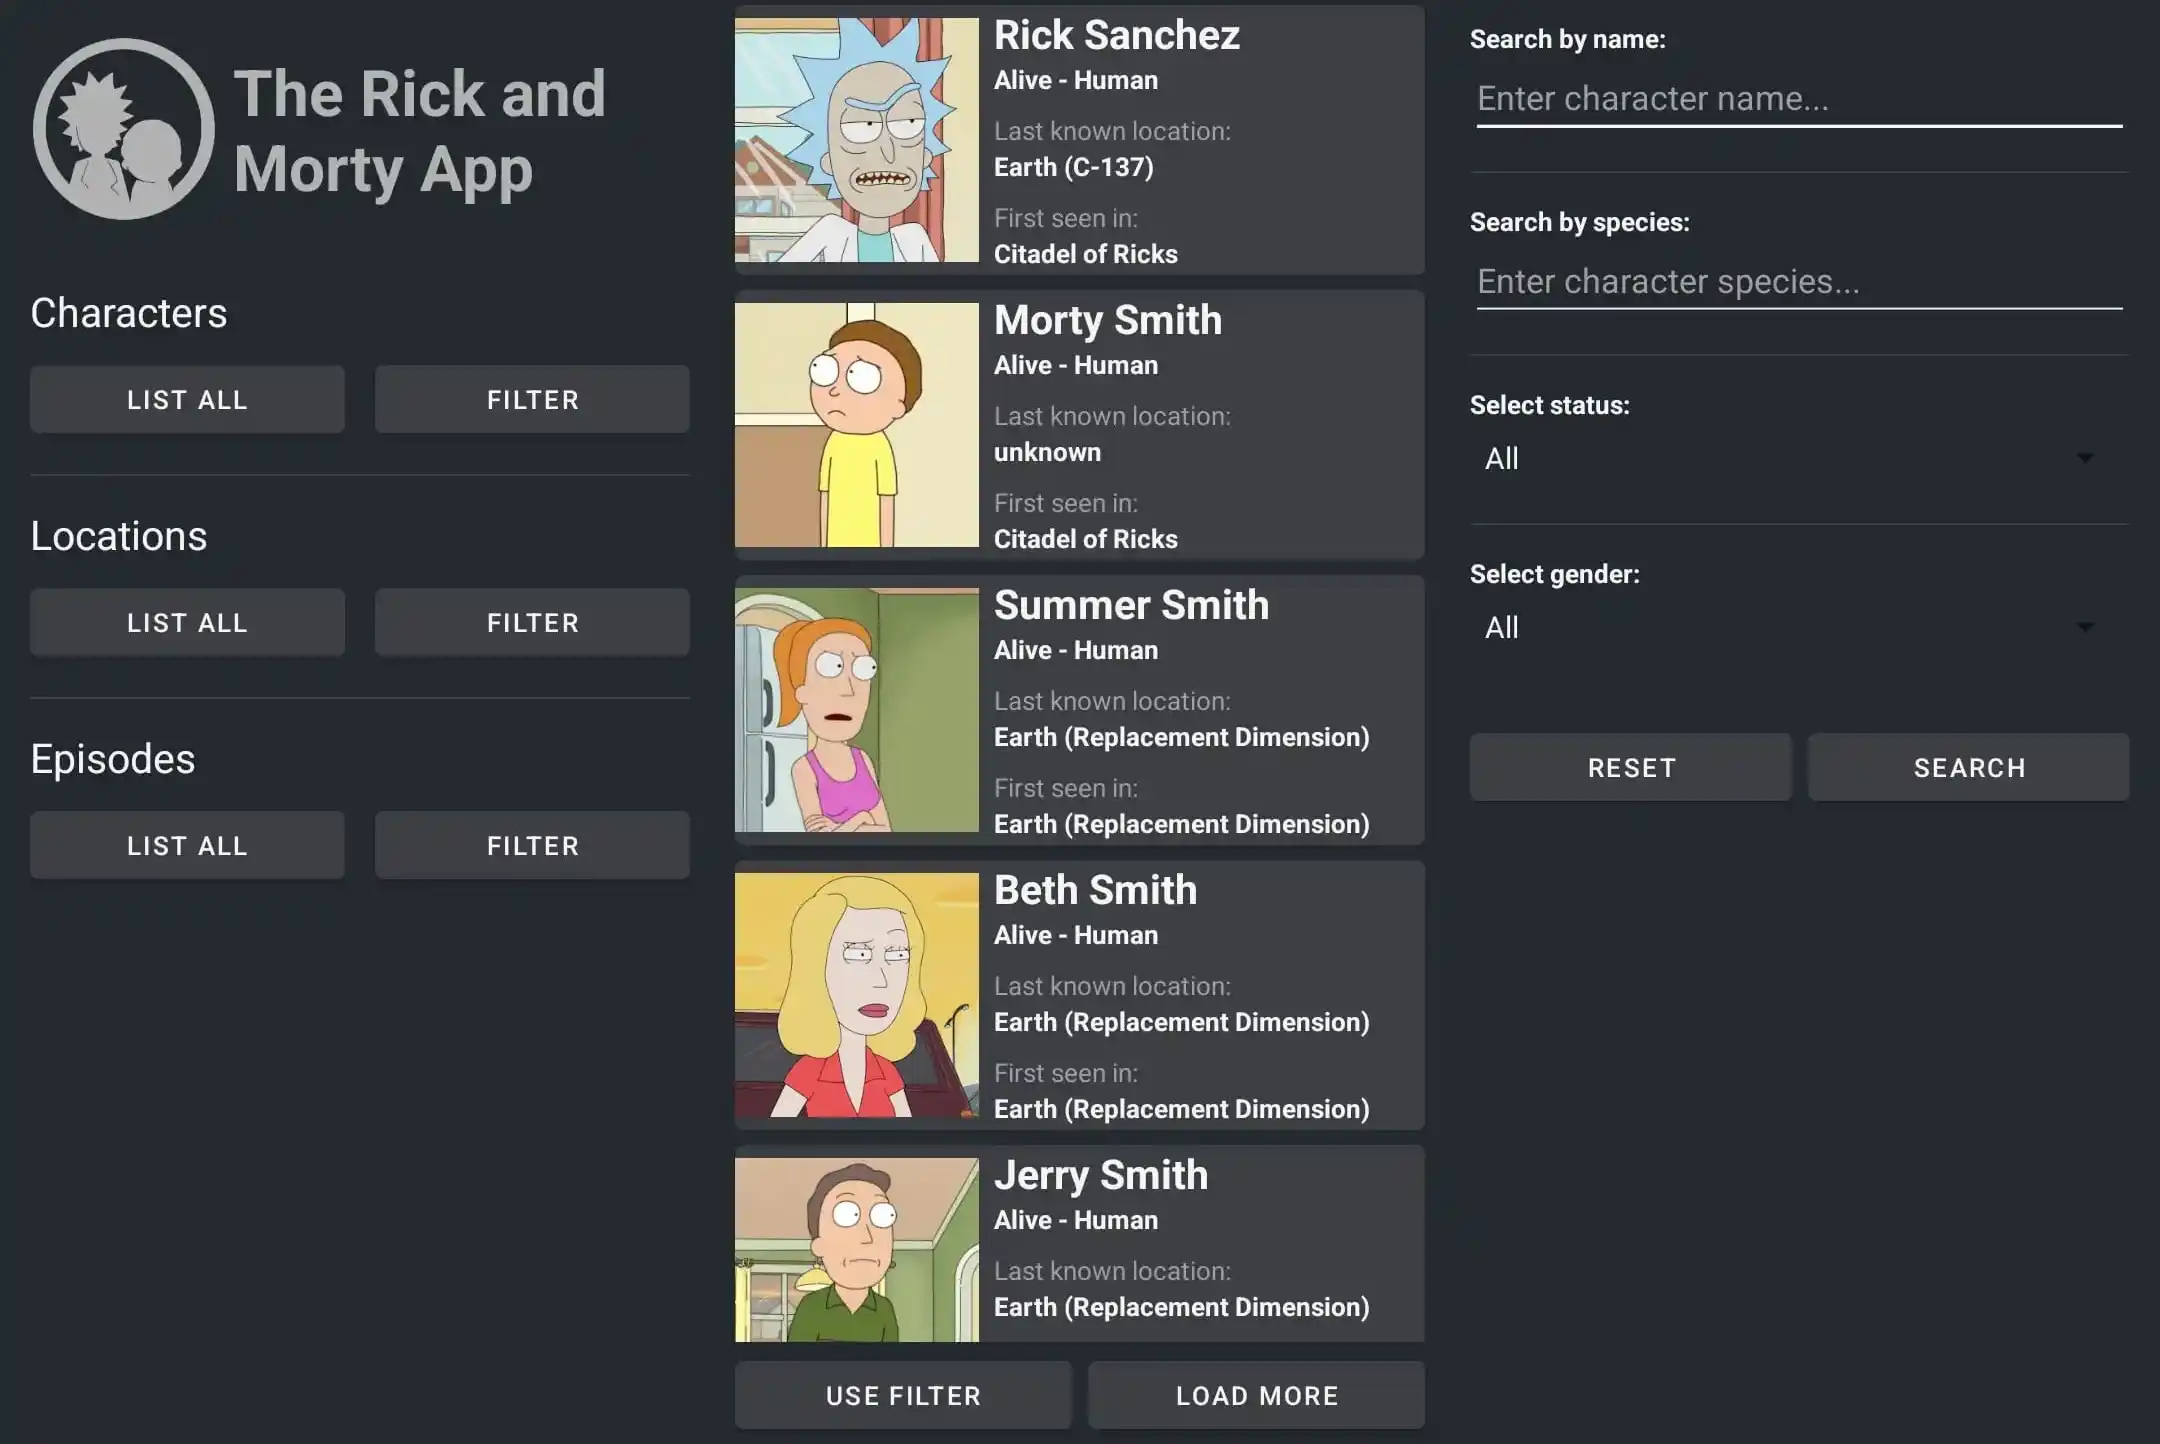 The Rick and
Morty App
Characters
LIST ALL
FILTER
Locations
LIST ALL
FILTER
Episodes
LIST ALL
FILTER
Rick Sanchez
Alive - Human
Last known location:
Earth (C-137)
First seen in:
Citadel of Ricks
Morty Smith
Alive - Human
Last known location:
unknown
First seen in:
Citadel of Ricks
Summer Smith
Alive - Human
Last known location:
Earth (Replacement Dimension)
First seen in:
Earth (Replacement Dimension)
Beth Smith
Alive - Human
Last known location:
Earth (Replacement Dimension)
First seen in:
Earth (Replacement Dimension)
Jerry Smith
Alive - Human
Last known location:
Earth (Replacement Dimension)
USE FILTER
LOAD MORE
Search by name:
Enter character name...
Search by species:
Enter character species...
Select status:
All
Select gender:
All
RESET
SEARCH